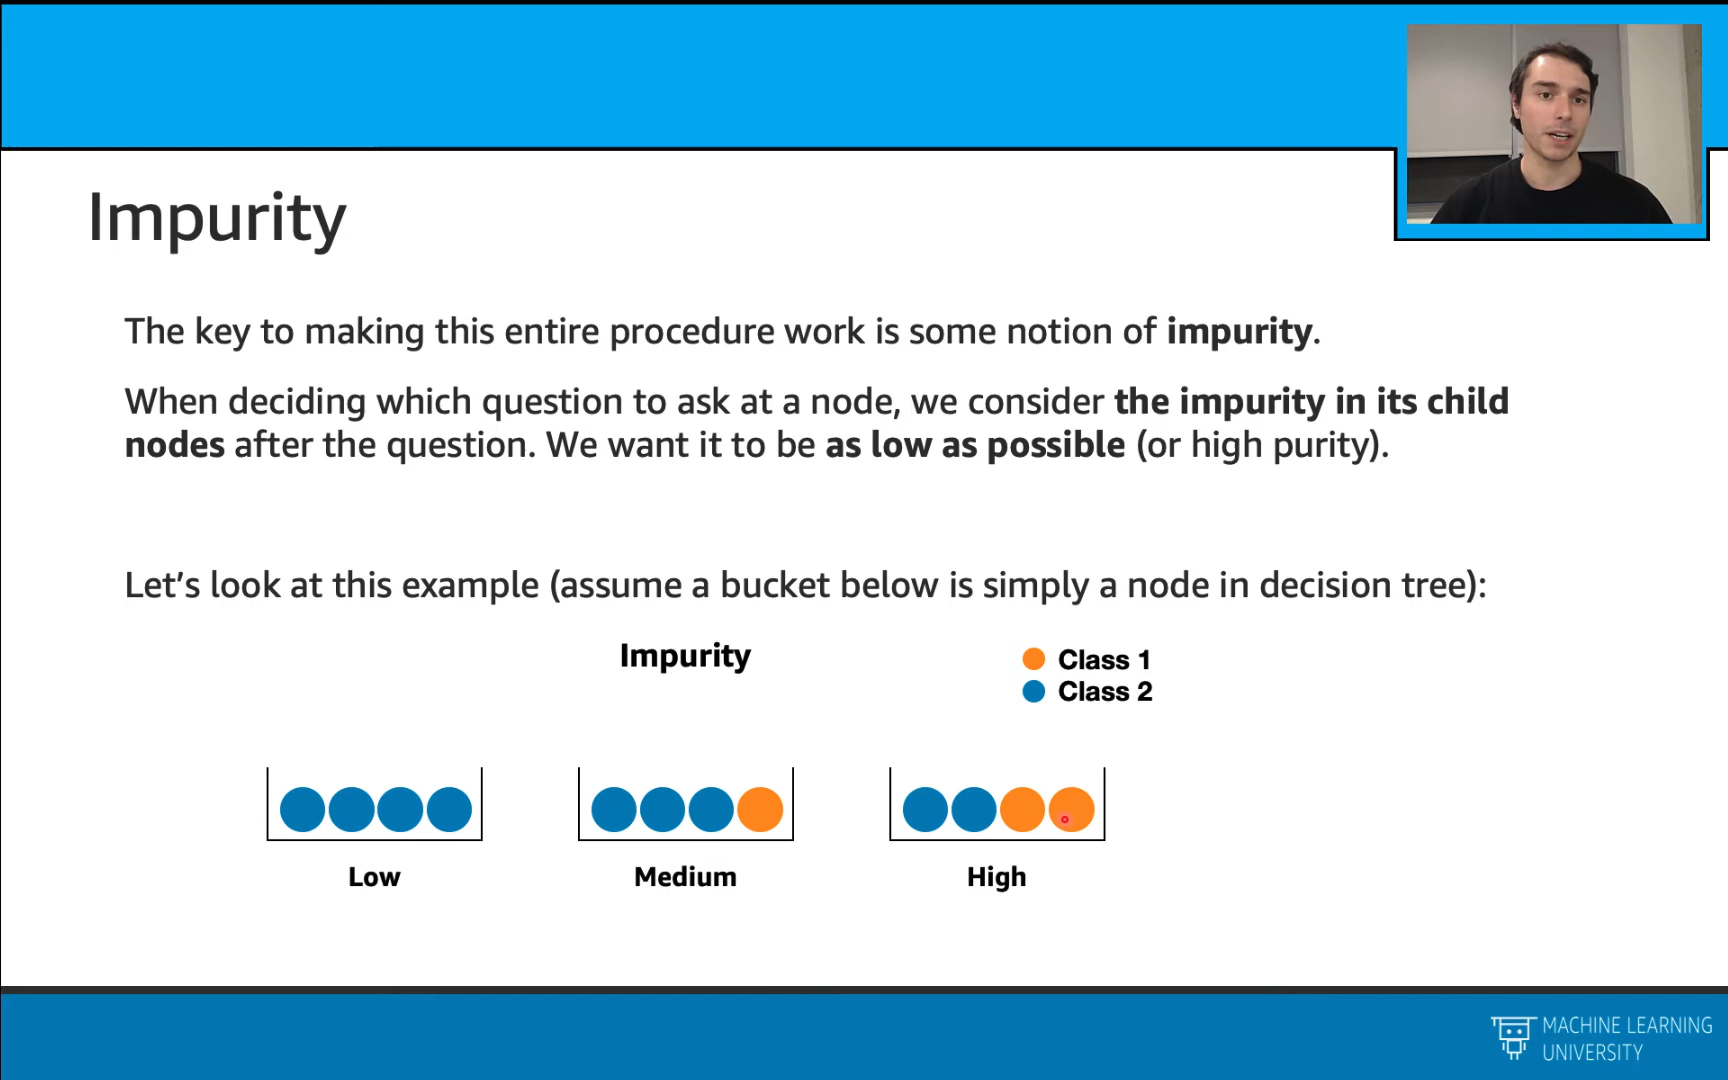 Impurity
The key to making this entire procedure work is some notion of impurity.
When deciding which question to ask at a node, we consider the impurity in its child
nodes after the question. We want it to be as low as possible (or high purity).
Let’s look at this example (assume a bucket below is simply a node in decision tree):
Impurity
Class 1
Class 2
Low
Medium
High
MACHINE LEARNING
UNIVERSITY